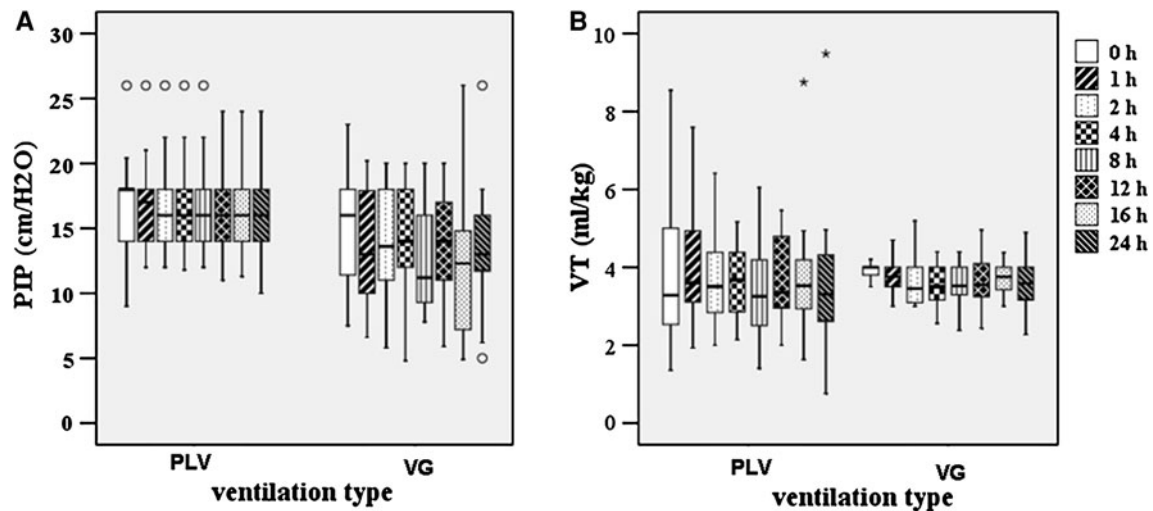 A
PIP (cm/H2O)
30
25
20
15
10
5
0
PLV
VG
ventilation type
B
VT (ml/kg)
10
8
6
4
2
0
PLV
VG
ventilation type
0 h
1 h
2 h
4 h
8 h
12 h
16 h
24 h